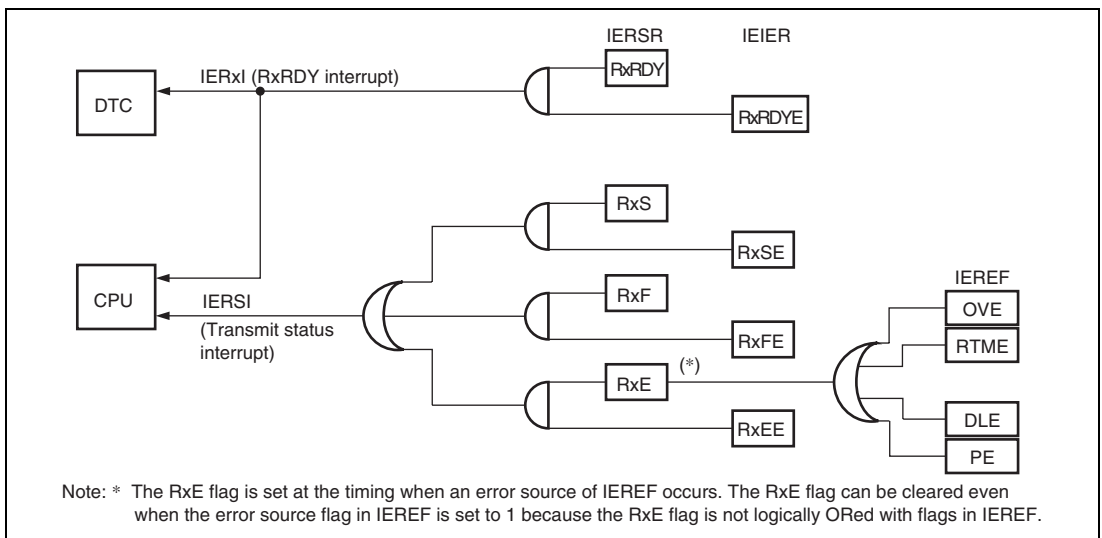 IERSR IEIER
RxRDY
IERxI (RxRDY interrupt)
DTC
RxRDYE
RxS
RxSE
IEREF
RxF
CPU
IERSI
OVE
(Transmit status
interrupt)
RxFE
RTME
(*)
RxE
DLE
RxEE
PE
Note: * The RxE flag is set at the timing when an error source of IEREF occurs. The RxE flag can be cleared even
when the error source flag in IEREF is set to 1 because the RxE flag is not logically ORed with flags in IEREF.